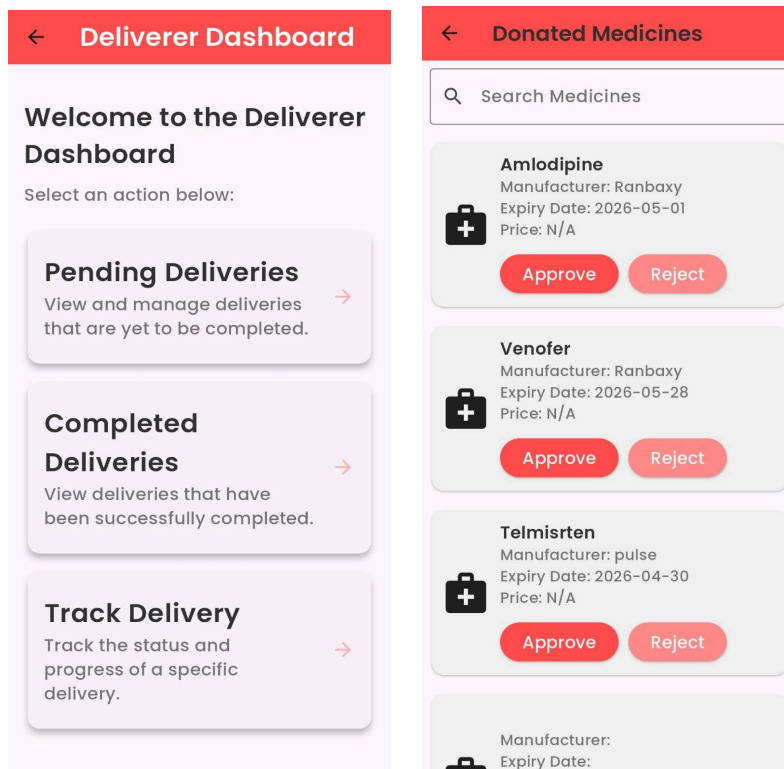 Deliverer Dashboard
Welcome to the Deliverer
Dashboard
Select an action below:
Pending Deliveries
View and manage deliveries
that are yet to be completed.
Completed
Deliveries
View deliveries that have
been successfully completed.
Track Delivery
Track the status and
progress of a specific
delivery.
Donated Medicines
Search Medicines
Amlodipine
Manufacturer: Ranbaxy
Expiry Date: 2026-05-01
Price: N/A
Approve Reject
Venofer
Manufacturer: Ranbaxy
Expiry Date: 2026-05-28
Price: N/A
Approve Reject
Telmisrten
Manufacturer: pulse
Expiry Date: 2026-04-30
Price: N/A
Approve Reject
Manufacturer:
Expiry Date: